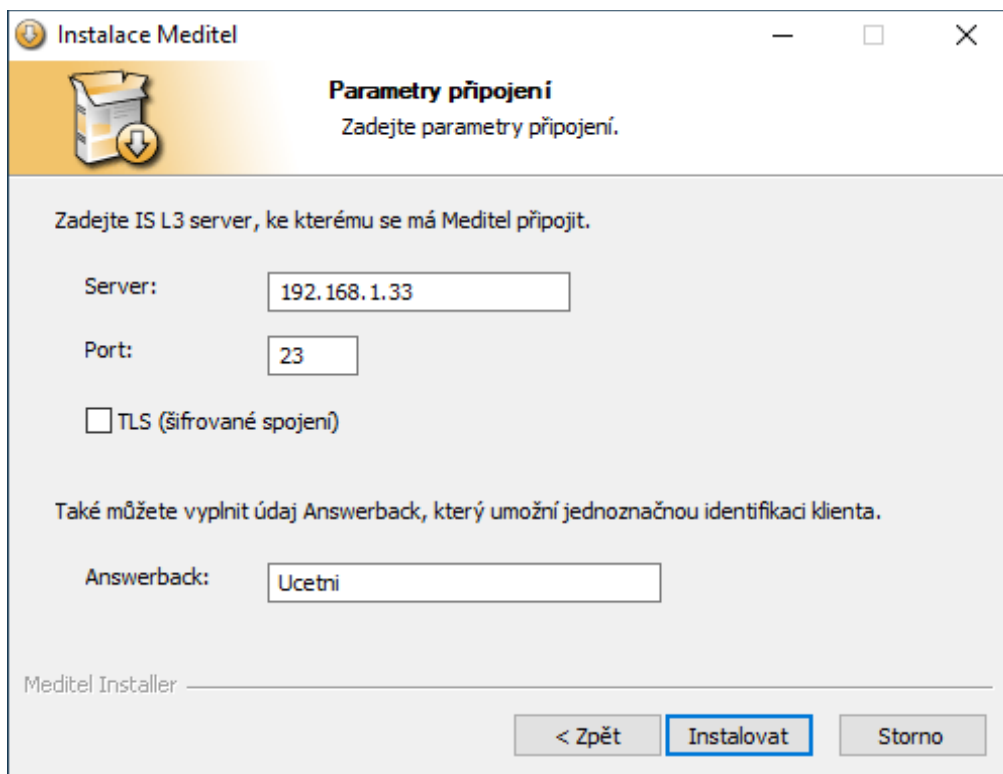 Instalace Meditel
Parametry připojení
Zadejte parametry připojení.
Zadejte IS L3 server, ke kterému se má Meditel připojit.
Server: 192.168.1.33
Port: 23
TLS (šifrované spojení)
Také můžete vyplnit údaj Answerback, který umožní jednoznačnou identifikaci klienta.
Answerback: Ucetni
Meditel Installer
< Zpět Instalovat Storno